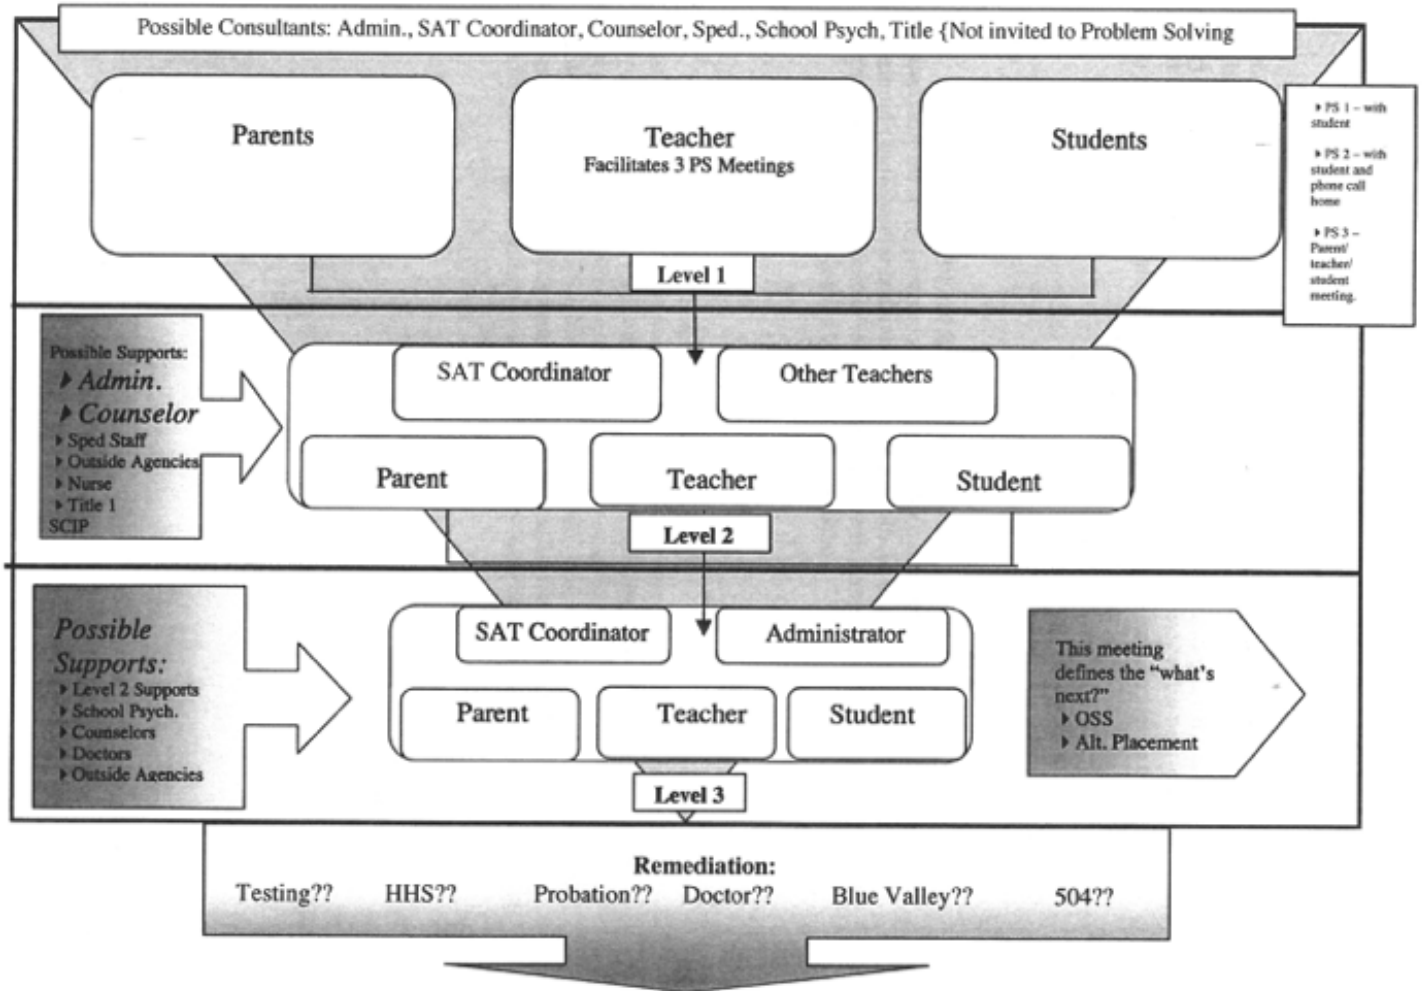 Possible Consultants: Admin., SAT Coordinator, Counselor, Sped., School Psych, Title {Not invited to Problem Solving
Parents
Teacher
Facilitates 3 PS Meetings
Students
PS 1 – with
student
PS 2 – with
student and
phone call
home
PS 3 –
Parent/
teacher/
student
meeting.
Level 1
Possible Supports:
Admin.
Counselor
Sped Staff
Outside Agencies
Nurse
Title 1
SCIP
SAT Coordinator
Other Teachers
Parent
Teacher
Student
Level 2
Possible
Supports:
Level 2 Supports
School Psych.
Counselors
Doctors
Outside Agencies
SAT Coordinator
Administrator
Parent
Teacher
Student
This meeting
defines the “what’s
next?”
OSS
Alt. Placement
Level 3
Remediation:
Testing?? HHS?? Probation?? Doctor?? Blue Valley?? 504??